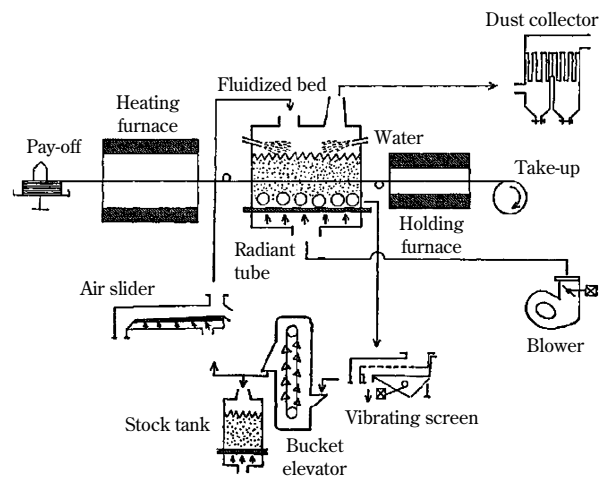 Dust collector
Fluidized bed
Heating
furnace
Pay-off
Water
Take-up
Radiant
tube
Holding
furnace
Air slider
Blower
Stock tank
Bucket
elevator
Vibrating screen